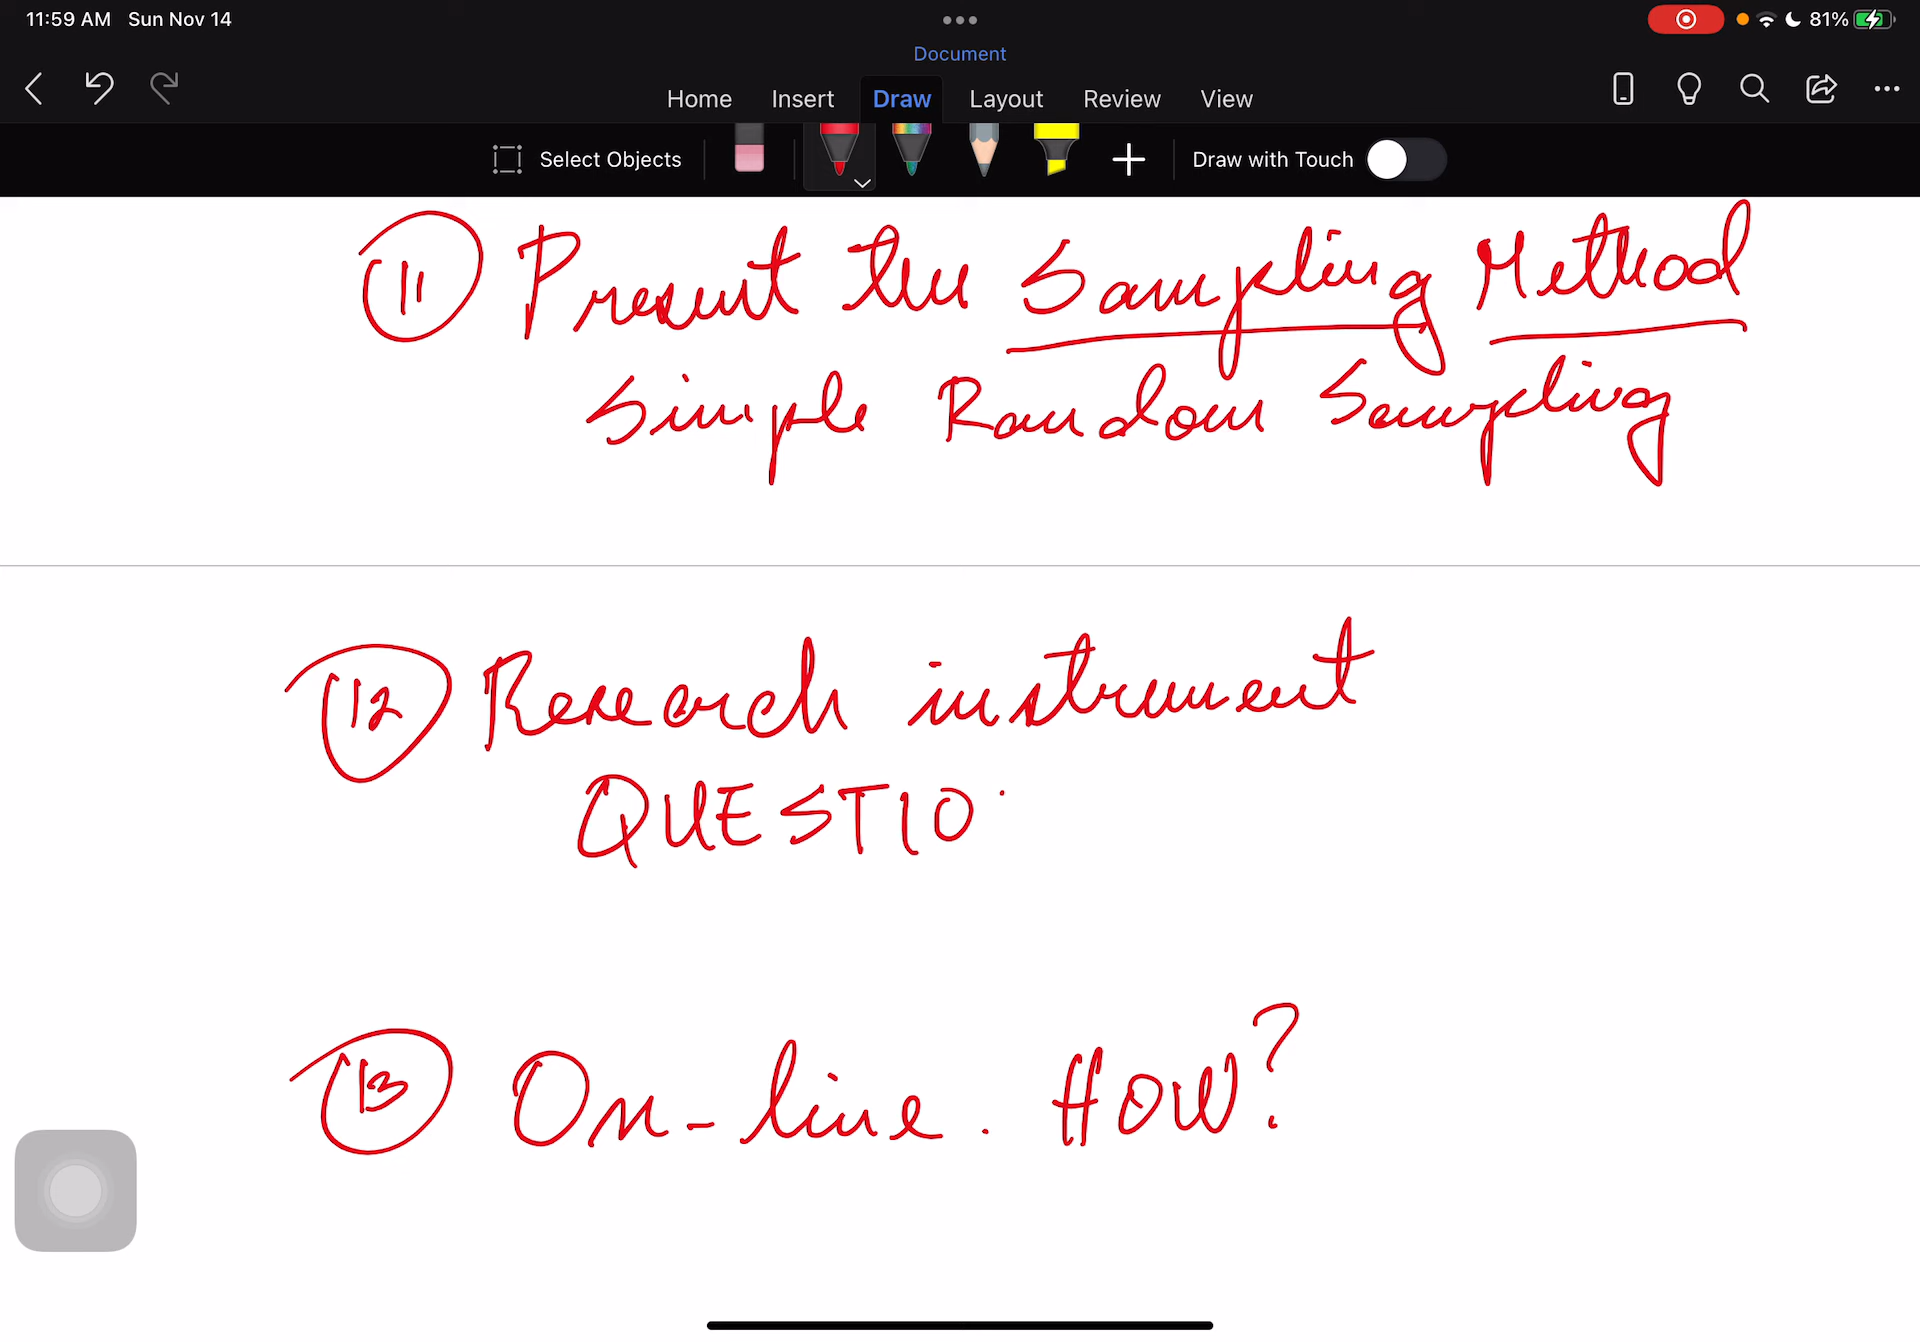 11:59 AM Sun Nov 14
81%
Document
Home Insert Draw Layout Review View
Select Objects
Draw with Touch
11 Present the Sampling Method
Simple Random Sampling
12 Research instrument
QUESTIO
13 On-line. HOW?